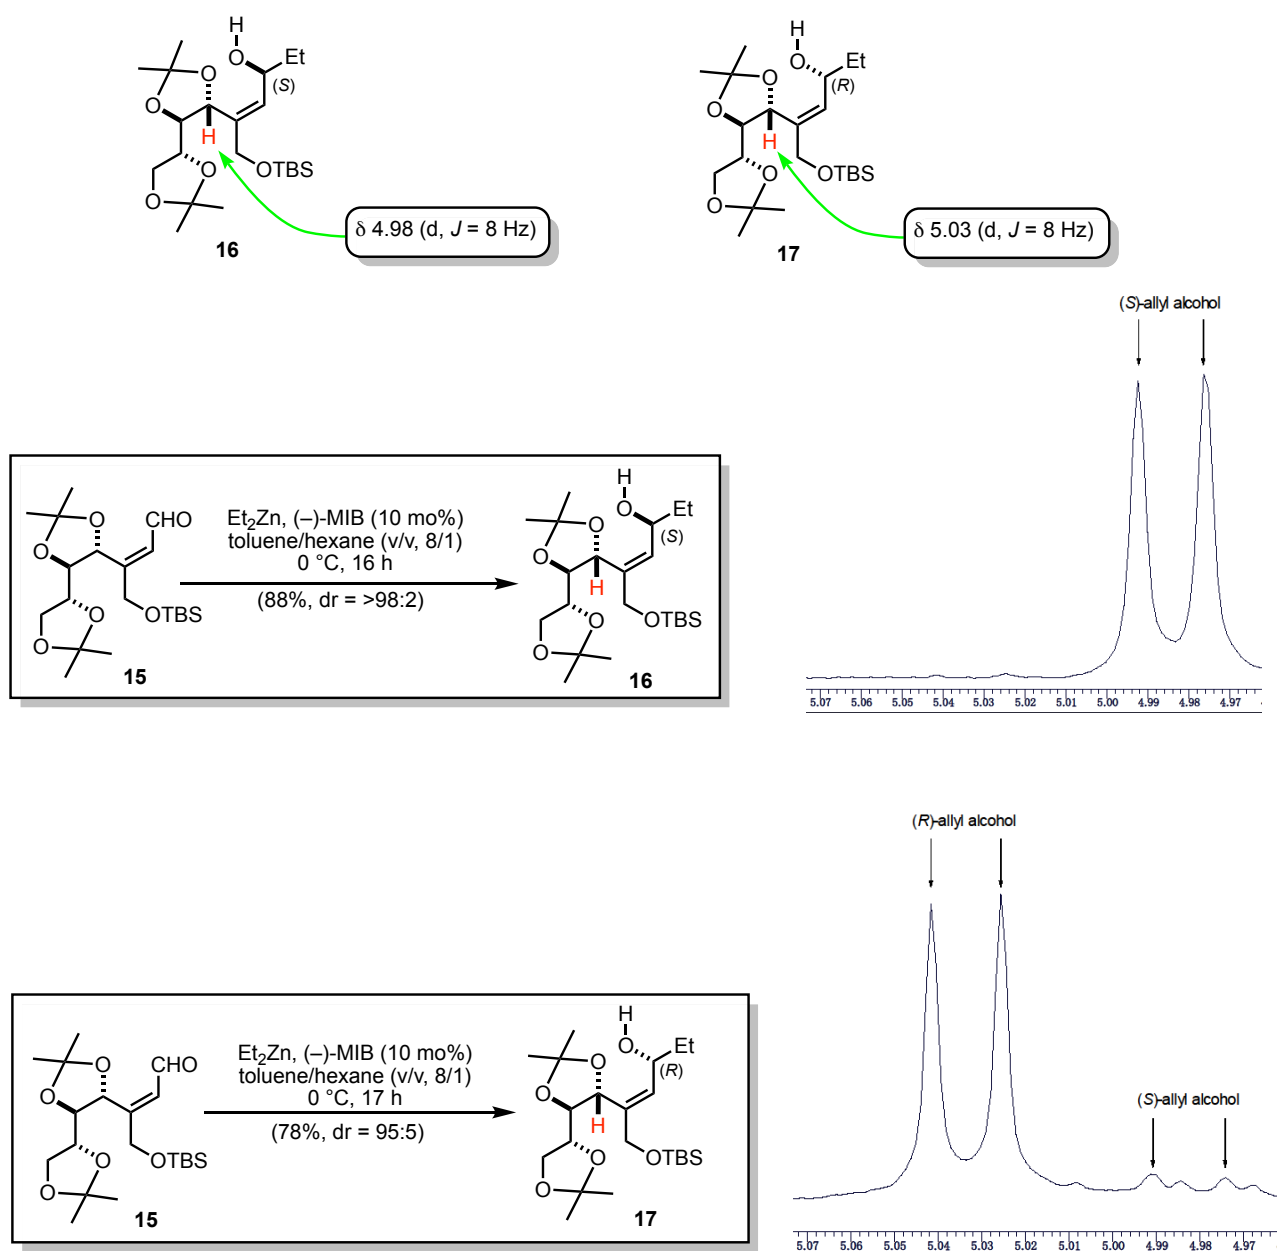 H
O
Et
(S)
O
O
H
O
O
OTBS
16
δ 4.98 (d, J = 8 Hz)
H
O
Et
(R)
O
O
H
O
O
OTBS
17
δ 5.03 (d, J = 8 Hz)
(S)-allyl alcohol
5.07 5.06 5.05 5.04 5.03 5.02 5.01 5.00 4.99 4.98 4.97
O
CHO
O
O
O
OTBS
15
Et2Zn, (–)-MIB (10 mo%)
toluene/hexane (v/v, 8/1)
0 °C, 16 h
(88%, dr = >98:2)
H
O
Et
(S)
O
O
H
O
O
OTBS
16
(R)-allyl alcohol
(S)-allyl alcohol
5.07 5.06 5.05 5.04 5.03 5.02 5.01 5.00 4.99 4.98 4.97
O
CHO
O
O
O
OTBS
15
Et2Zn, (–)-MIB (10 mo%)
toluene/hexane (v/v, 8/1)
0 °C, 17 h
(78%, dr = 95:5)
H
O
Et
(R)
O
O
H
O
O
OTBS
17